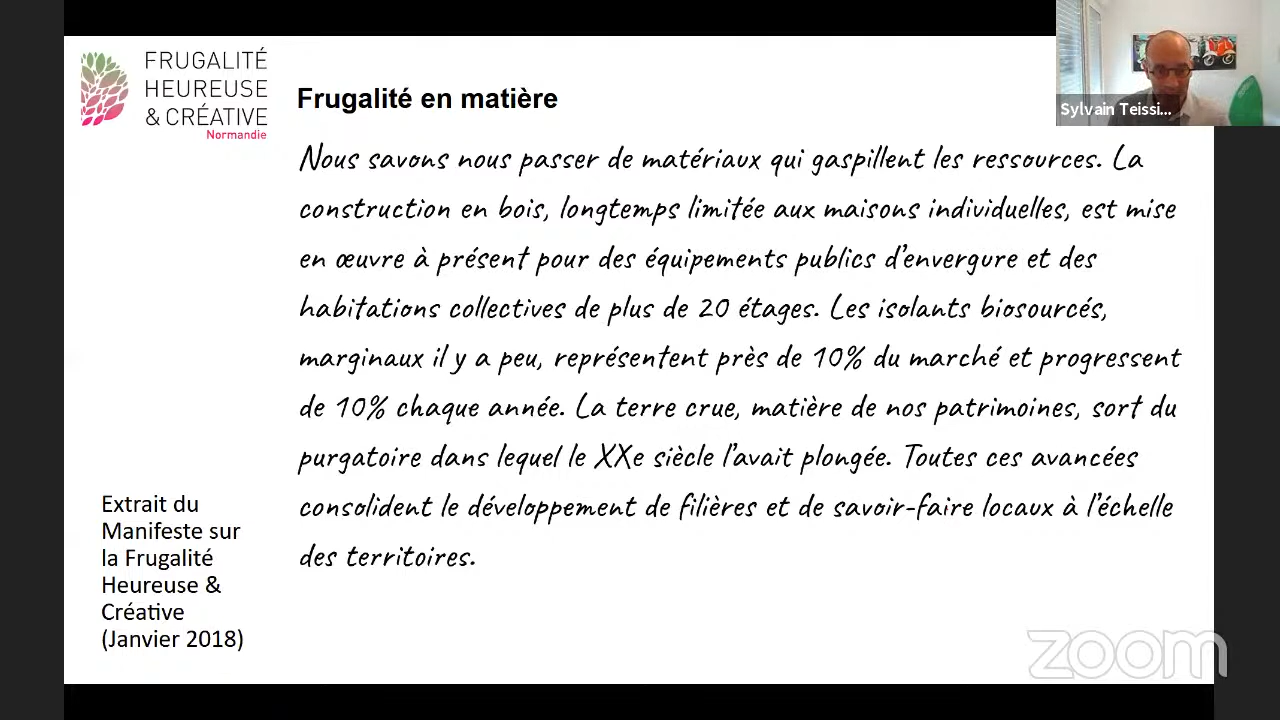 FRUGALITÉ
HEUREUSE
& CRÉATIVE
Normandie
Frugalité en matière
Nous savons nous passer de matériaux qui gaspillent les ressources. La
construction en bois, longtemps limitée aux maisons individuelles, est mise
en œuvre à présent pour des équipements publics d'envergure et des
habitations collectives de plus de 20 étages. Les isolants biosourcés,
marginaux il y a peu, représentent près de 10% du marché et progressent
de 10% chaque année. La terre crue, matière de nos patrimoines, sort du
purgatoire dans lequel le XXe siècle l'avait plongée. Toutes ces avancées
consolident le développement de filières et de savoir-faire locaux à l'échelle
des territoires.
Extrait du
Manifeste sur
la Frugalité
Heureuse &
Créative
(Janvier 2018)
Sylvain Teissi...
zoom